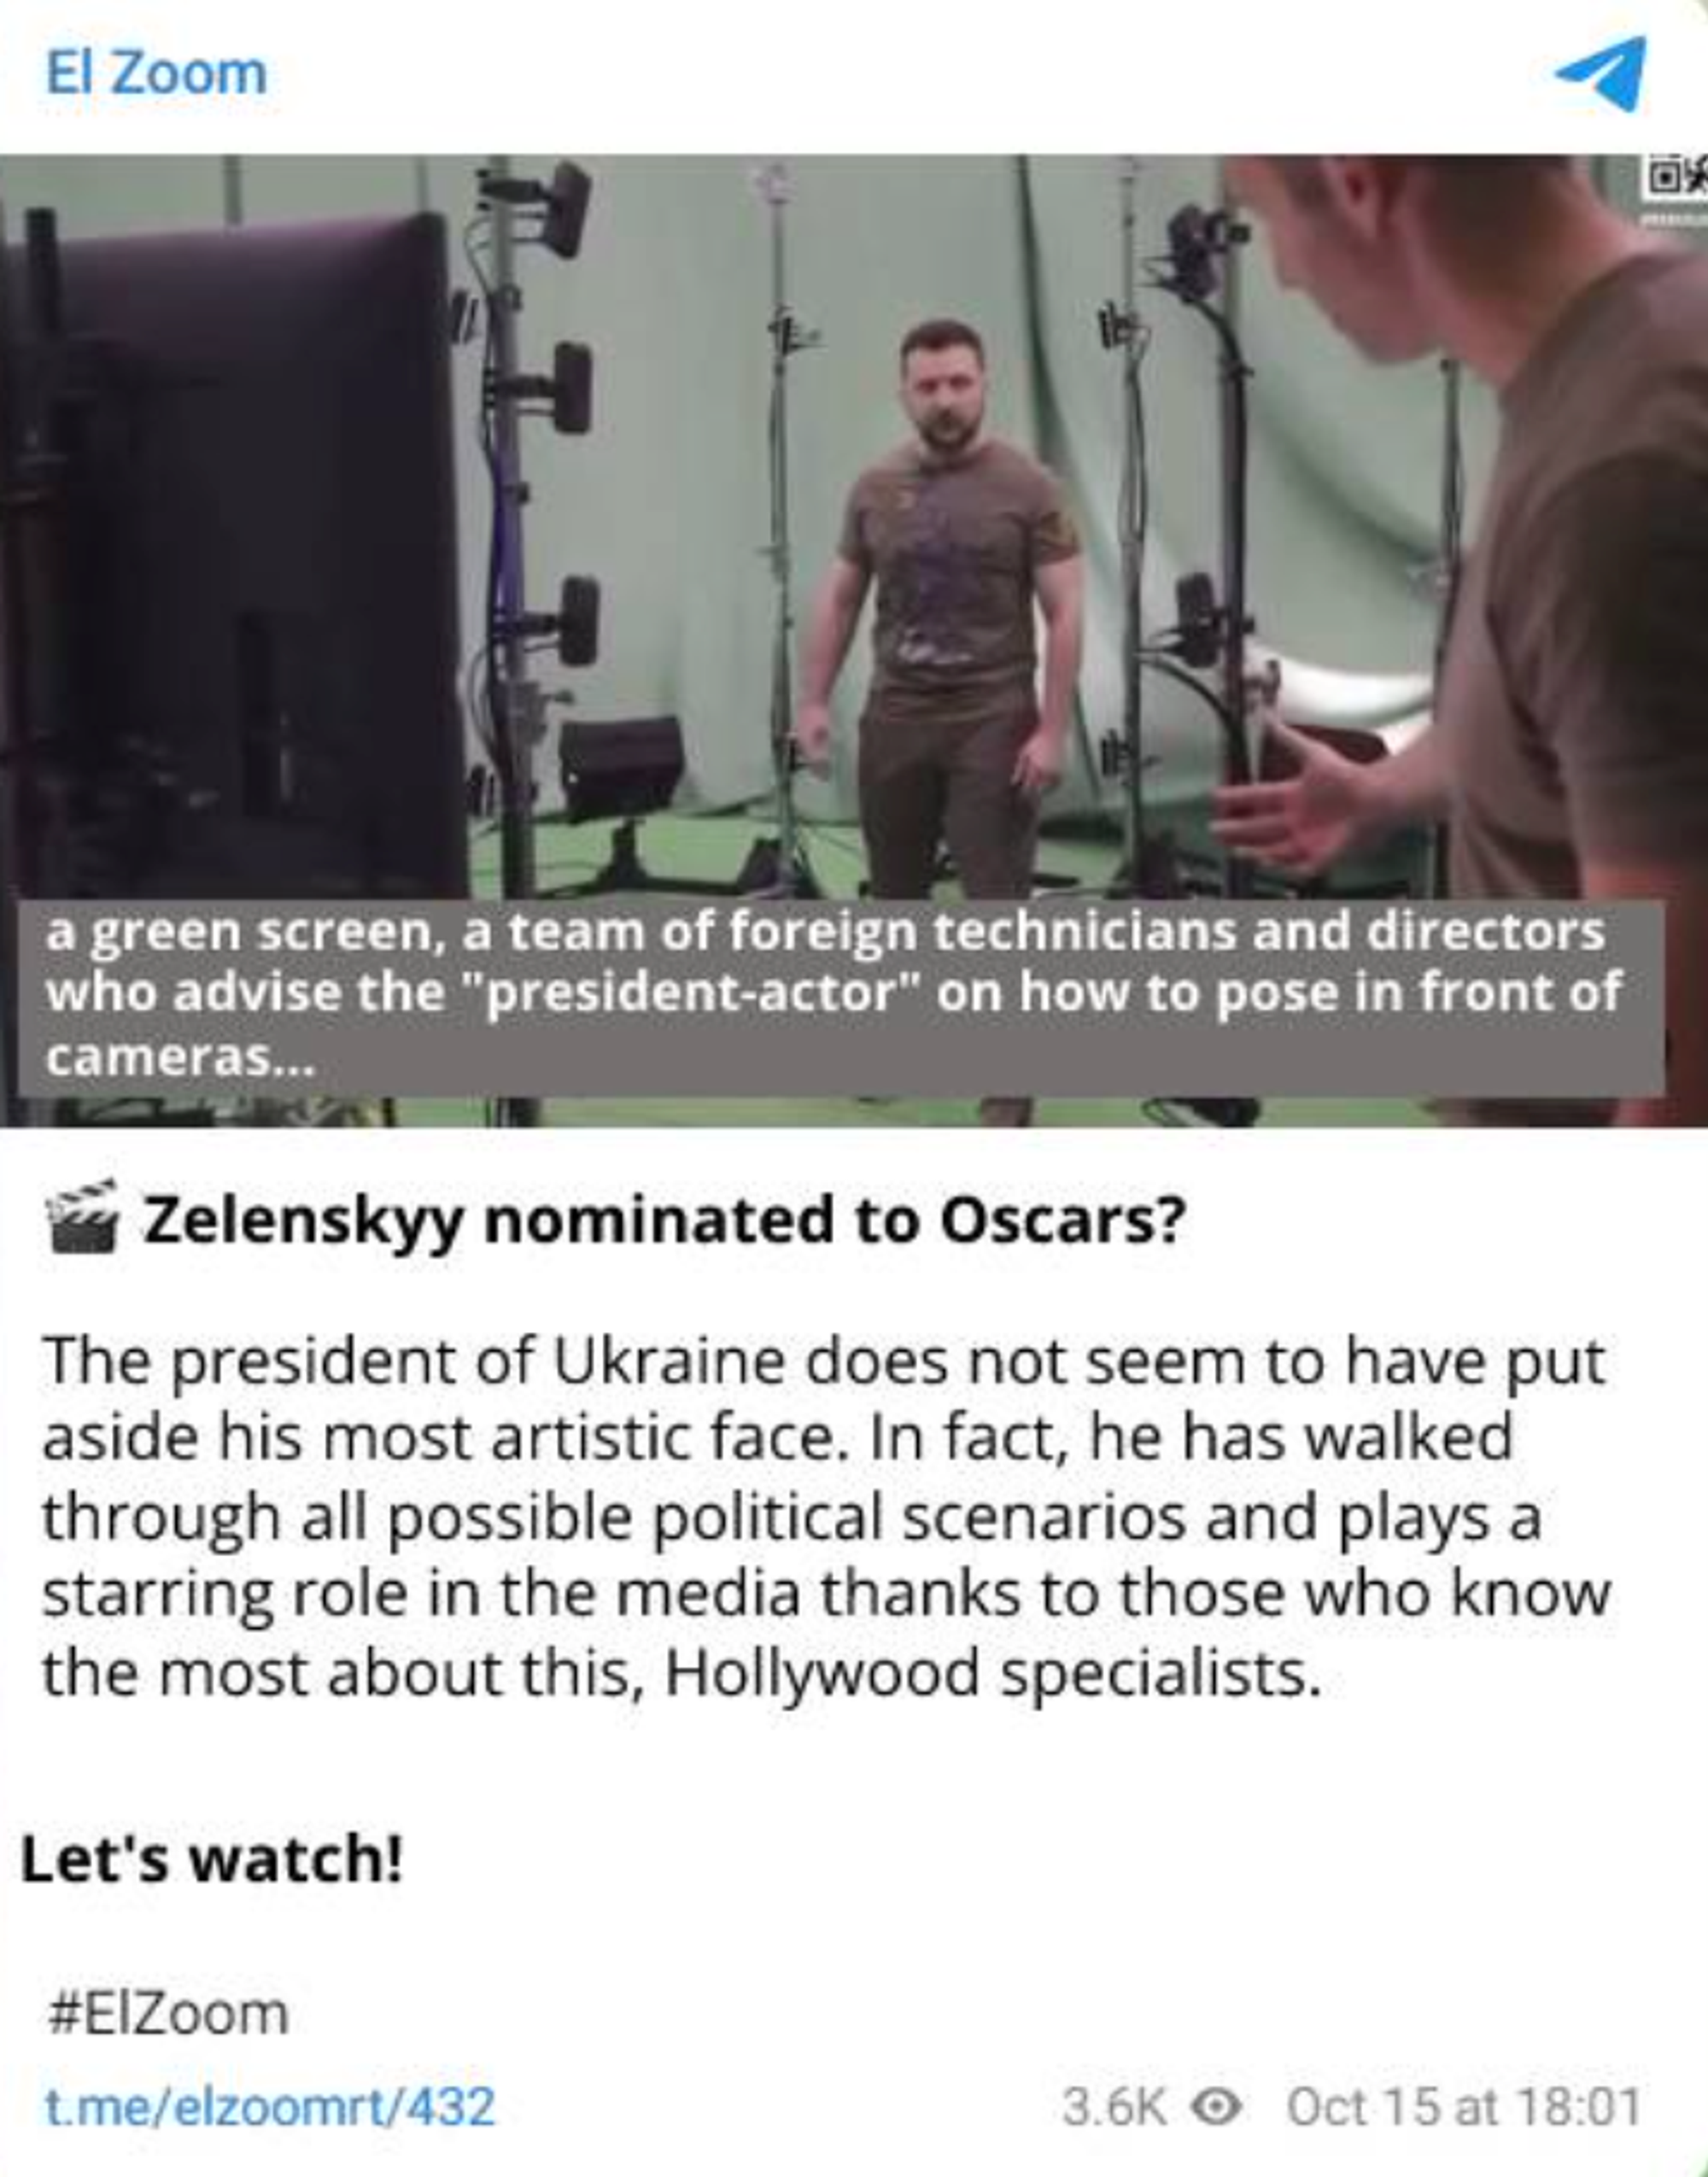 El Zoom
a green screen, a team of foreign technicians and directors
who advise the "president-actor" on how to pose in front of
cameras...
🎬 Zelenskyy nominated to Oscars?
The president of Ukraine does not seem to have put
aside his most artistic face. In fact, he has walked
through all possible political scenarios and plays a
starring role in the media thanks to those who know
the most about this, Hollywood specialists.
Let's watch!
#ElZoom
t.me/elzoomrt/432 3.6K Oct 15 at 18:01